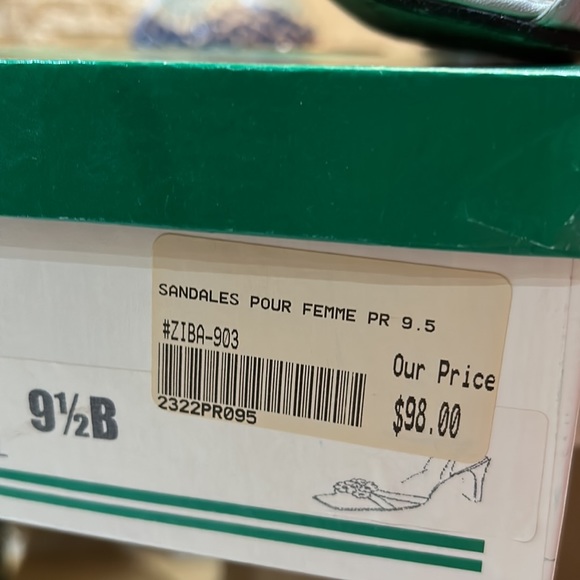 SANDALES POUR FEMME PR 9.5
#ZIBA-903
Our Price
2322PR095
$98.00
9½B